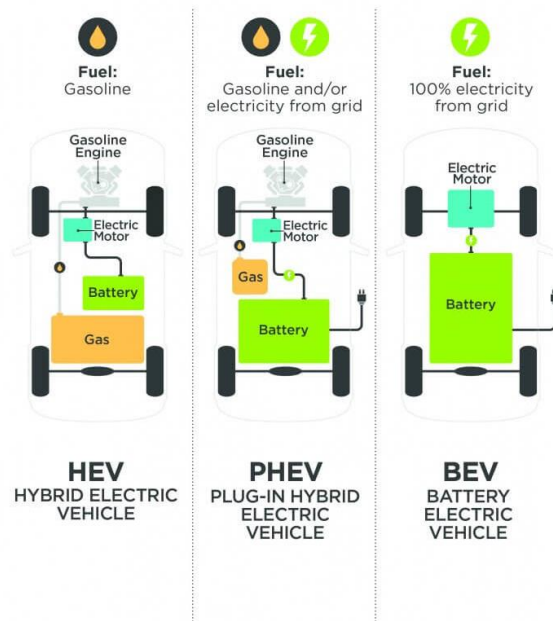 Fuel:
Gasoline
Gasoline
Engine
Electric
Motor
Battery
Gas
HEV
HYBRID ELECTRIC
VEHICLE
Fuel:
Gasoline and/or
electricity from grid
Gasoline
Engine
Electric
Motor
Gas
Battery
PHEV
PLUG-IN HYBRID
ELECTRIC
VEHICLE
Fuel:
100% electricity
from grid
Electric
Motor
Battery
BEV
BATTERY
ELECTRIC
VEHICLE